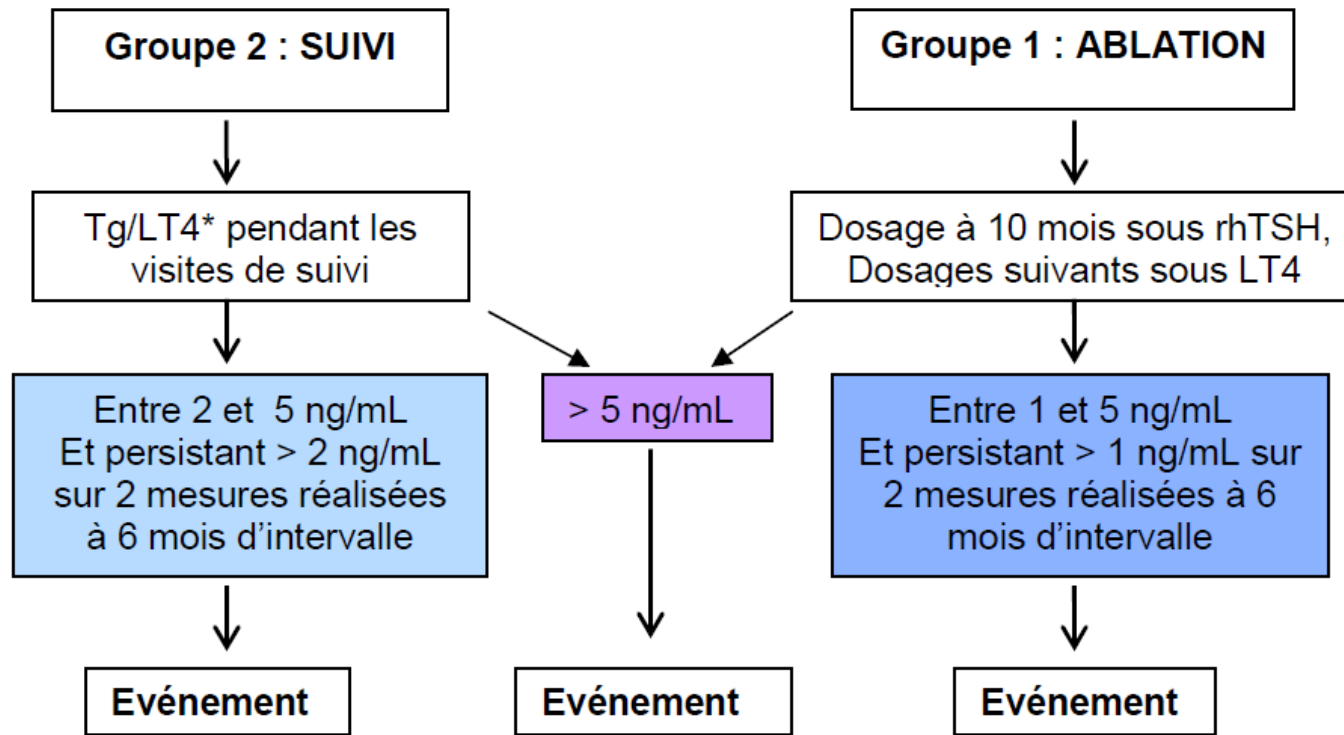 Groupe 2 : SUIVI
Groupe 1 : ABLATION
Tg/LT4* pendant les
visites de suivi
Dosage à 10 mois sous rhTSH,
Dosages suivants sous LT4
Entre 2 et 5 ng/mL
Et persistant > 2 ng/mL
sur 2 mesures réalisées
à 6 mois d’intervalle
> 5 ng/mL
Entre 1 et 5 ng/mL
Et persistant > 1 ng/mL sur
2 mesures réalisées à 6
mois d’intervalle
Evénement
Evénement
Evénement